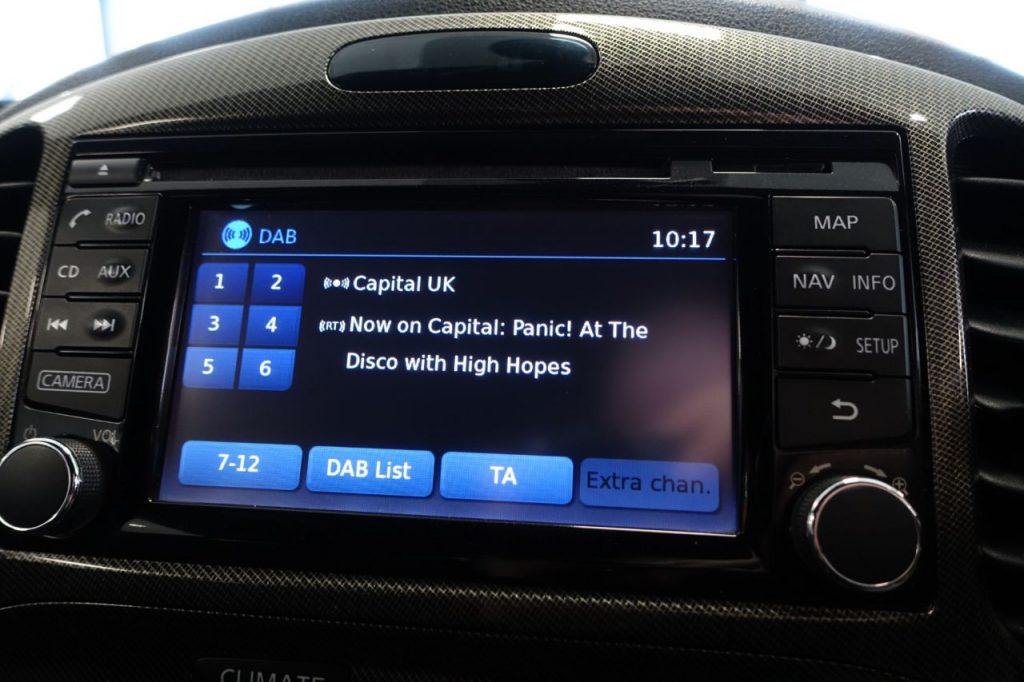 DAB
10:17
1
2
Capital UK
3
4
(RT) Now on Capital: Panic! At The
Disco with High Hopes
5
6
7-12
DAB List
TA
Extra chan.
RADIO
CD
AUX
CAMERA
VOL
MAP
NAV
INFO
SETUP
CLIMATE